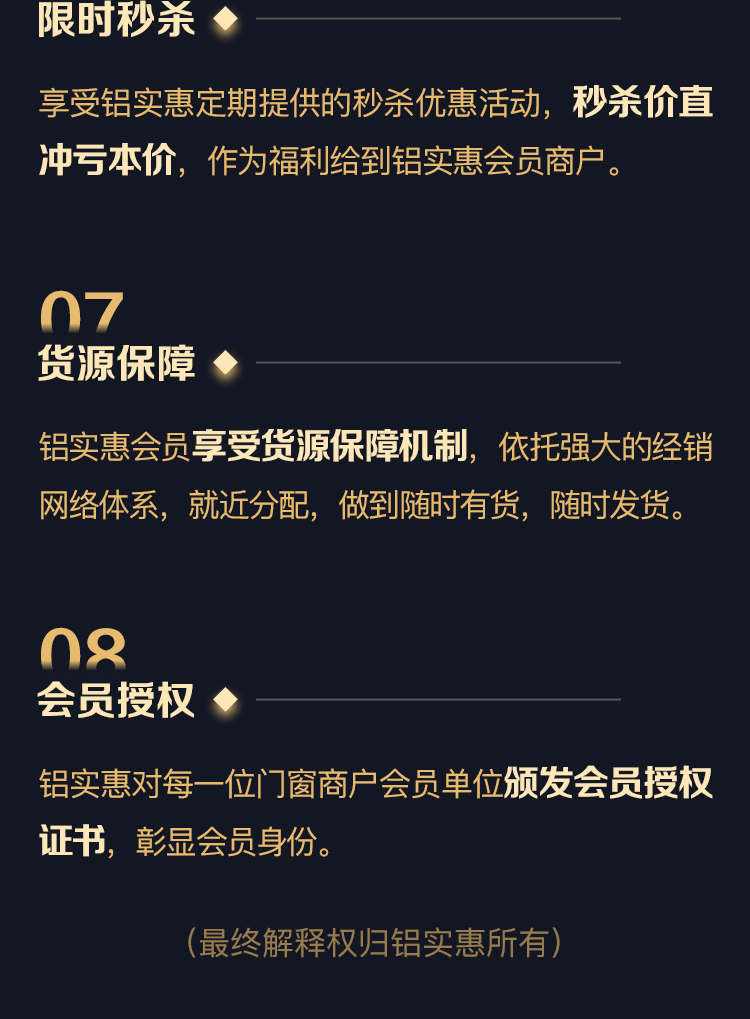 限时秒杀
享受铝实惠定期提供的秒杀优惠活动，秒杀价直
冲亏本价，作为福利给到铝实惠会员商户。
07
货源保障
铝实惠会员享受货源保障机制，依托强大的经销
网络体系，就近分配，做到随时有货，随时发货。
08
会员授权
铝实惠对每一位门窗商户会员单位颁发会员授权
证书，彰显会员身份。
（最终解释权归铝实惠所有）